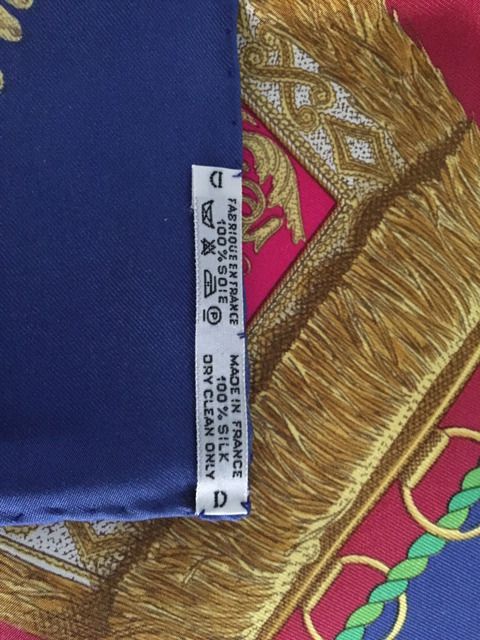 D
FABRIQUE EN FRANCE
100% SOIE
P
MADE IN FRANCE
100% SILK
DRY CLEAN ONLY
D